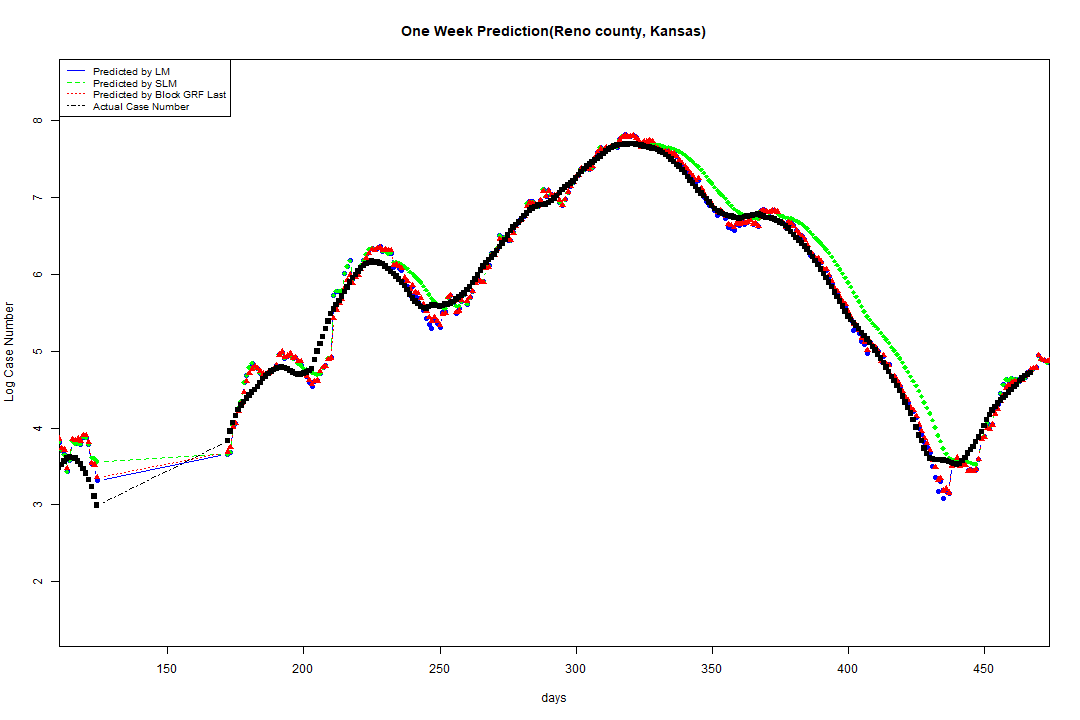 One Week Prediction(Reno county, Kansas)
Predicted by LM
Predicted by SLM
Predicted by Block GRF Last
Actual Case Number
8
7
6
5
4
3
2
Log Case Number
150 200 250 300 350 400 450
days